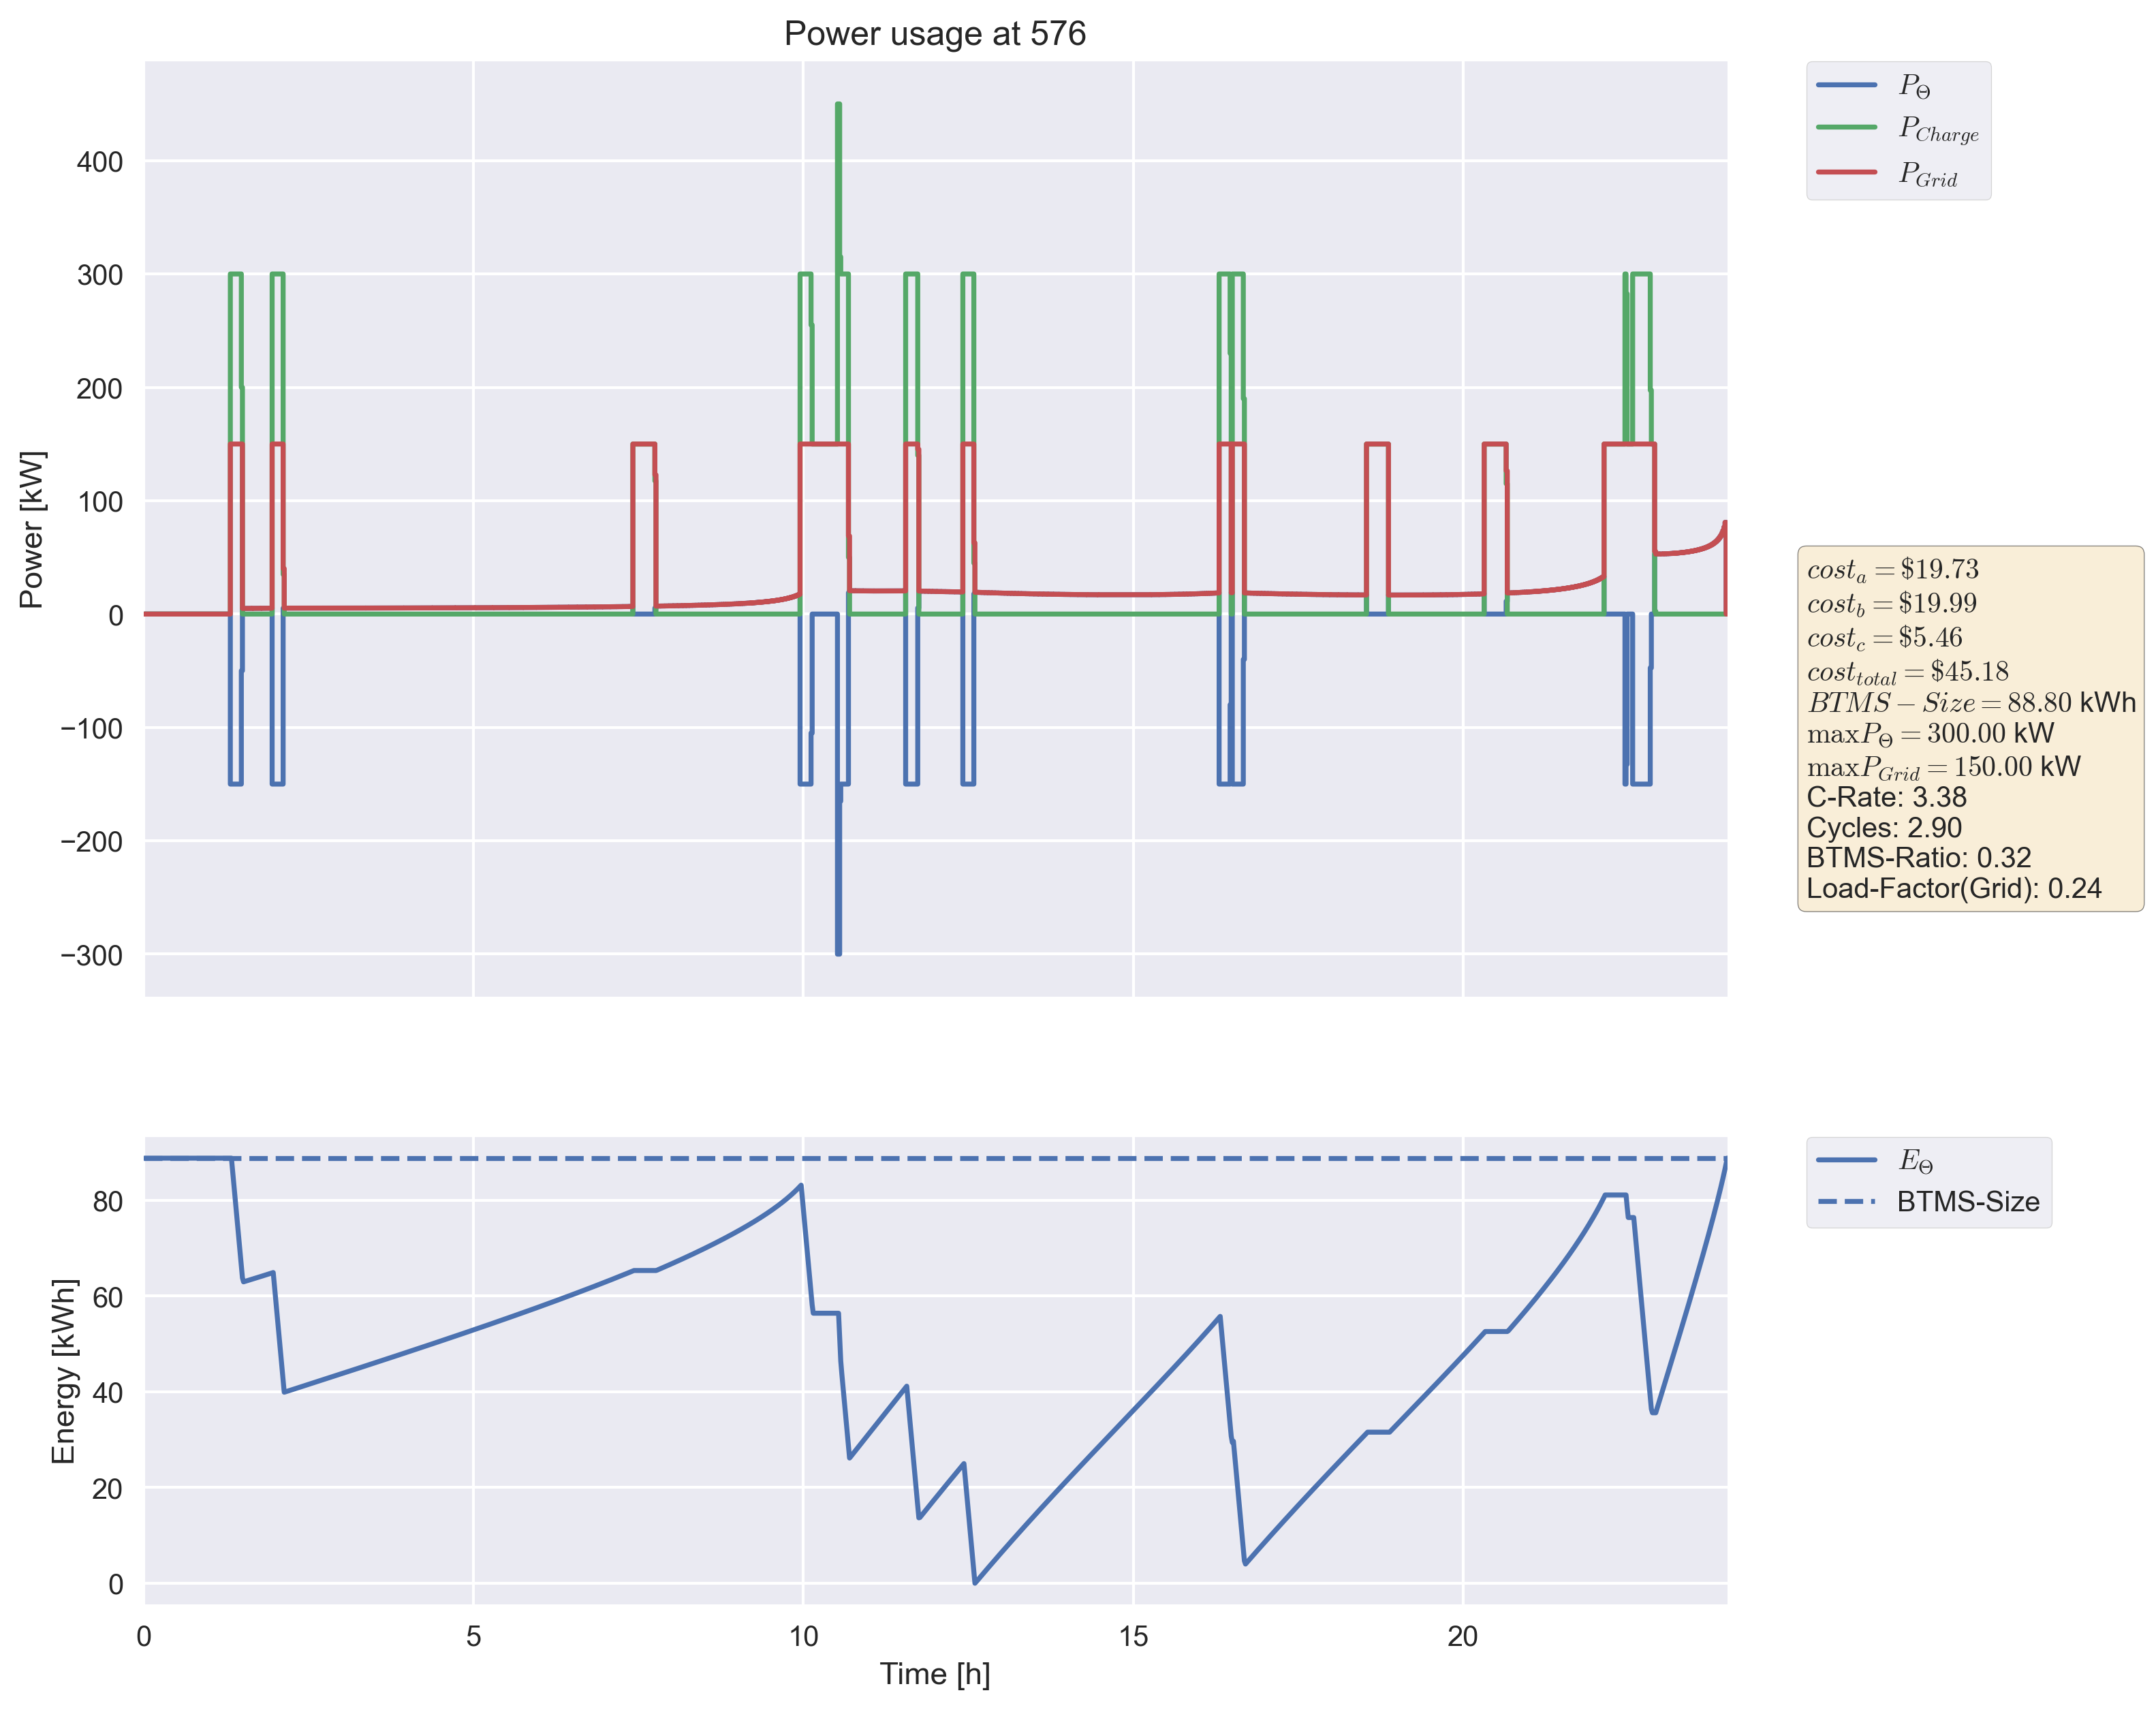 Power usage at 576
Power [kW]
400
300
200
100
0
−100
−200
−300
P_Θ
P_Charge
P_Grid
cost_a = $19.73
cost_b = $19.99
cost_c = $5.46
cost_total = $45.18
BTMS − Size = 88.80 kWh
max P_Θ = 300.00 kW
max P_Grid = 150.00 kW
C-Rate: 3.38
Cycles: 2.90
BTMS-Ratio: 0.32
Load-Factor(Grid): 0.24
Energy [kWh]
80
60
40
20
0
E_Θ
BTMS-Size
0 5 10 15 20
Time [h]